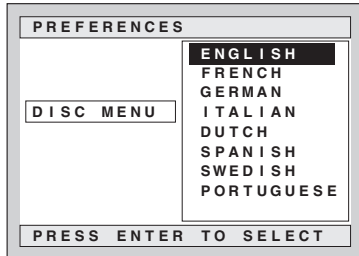 PREFERENCES
DISC MENU
ENGLISH
FRENCH
GERMAN
ITALIAN
DUTCH
SPANISH
SWEDISH
PORTUGUESE
PRESS ENTER TO SELECT